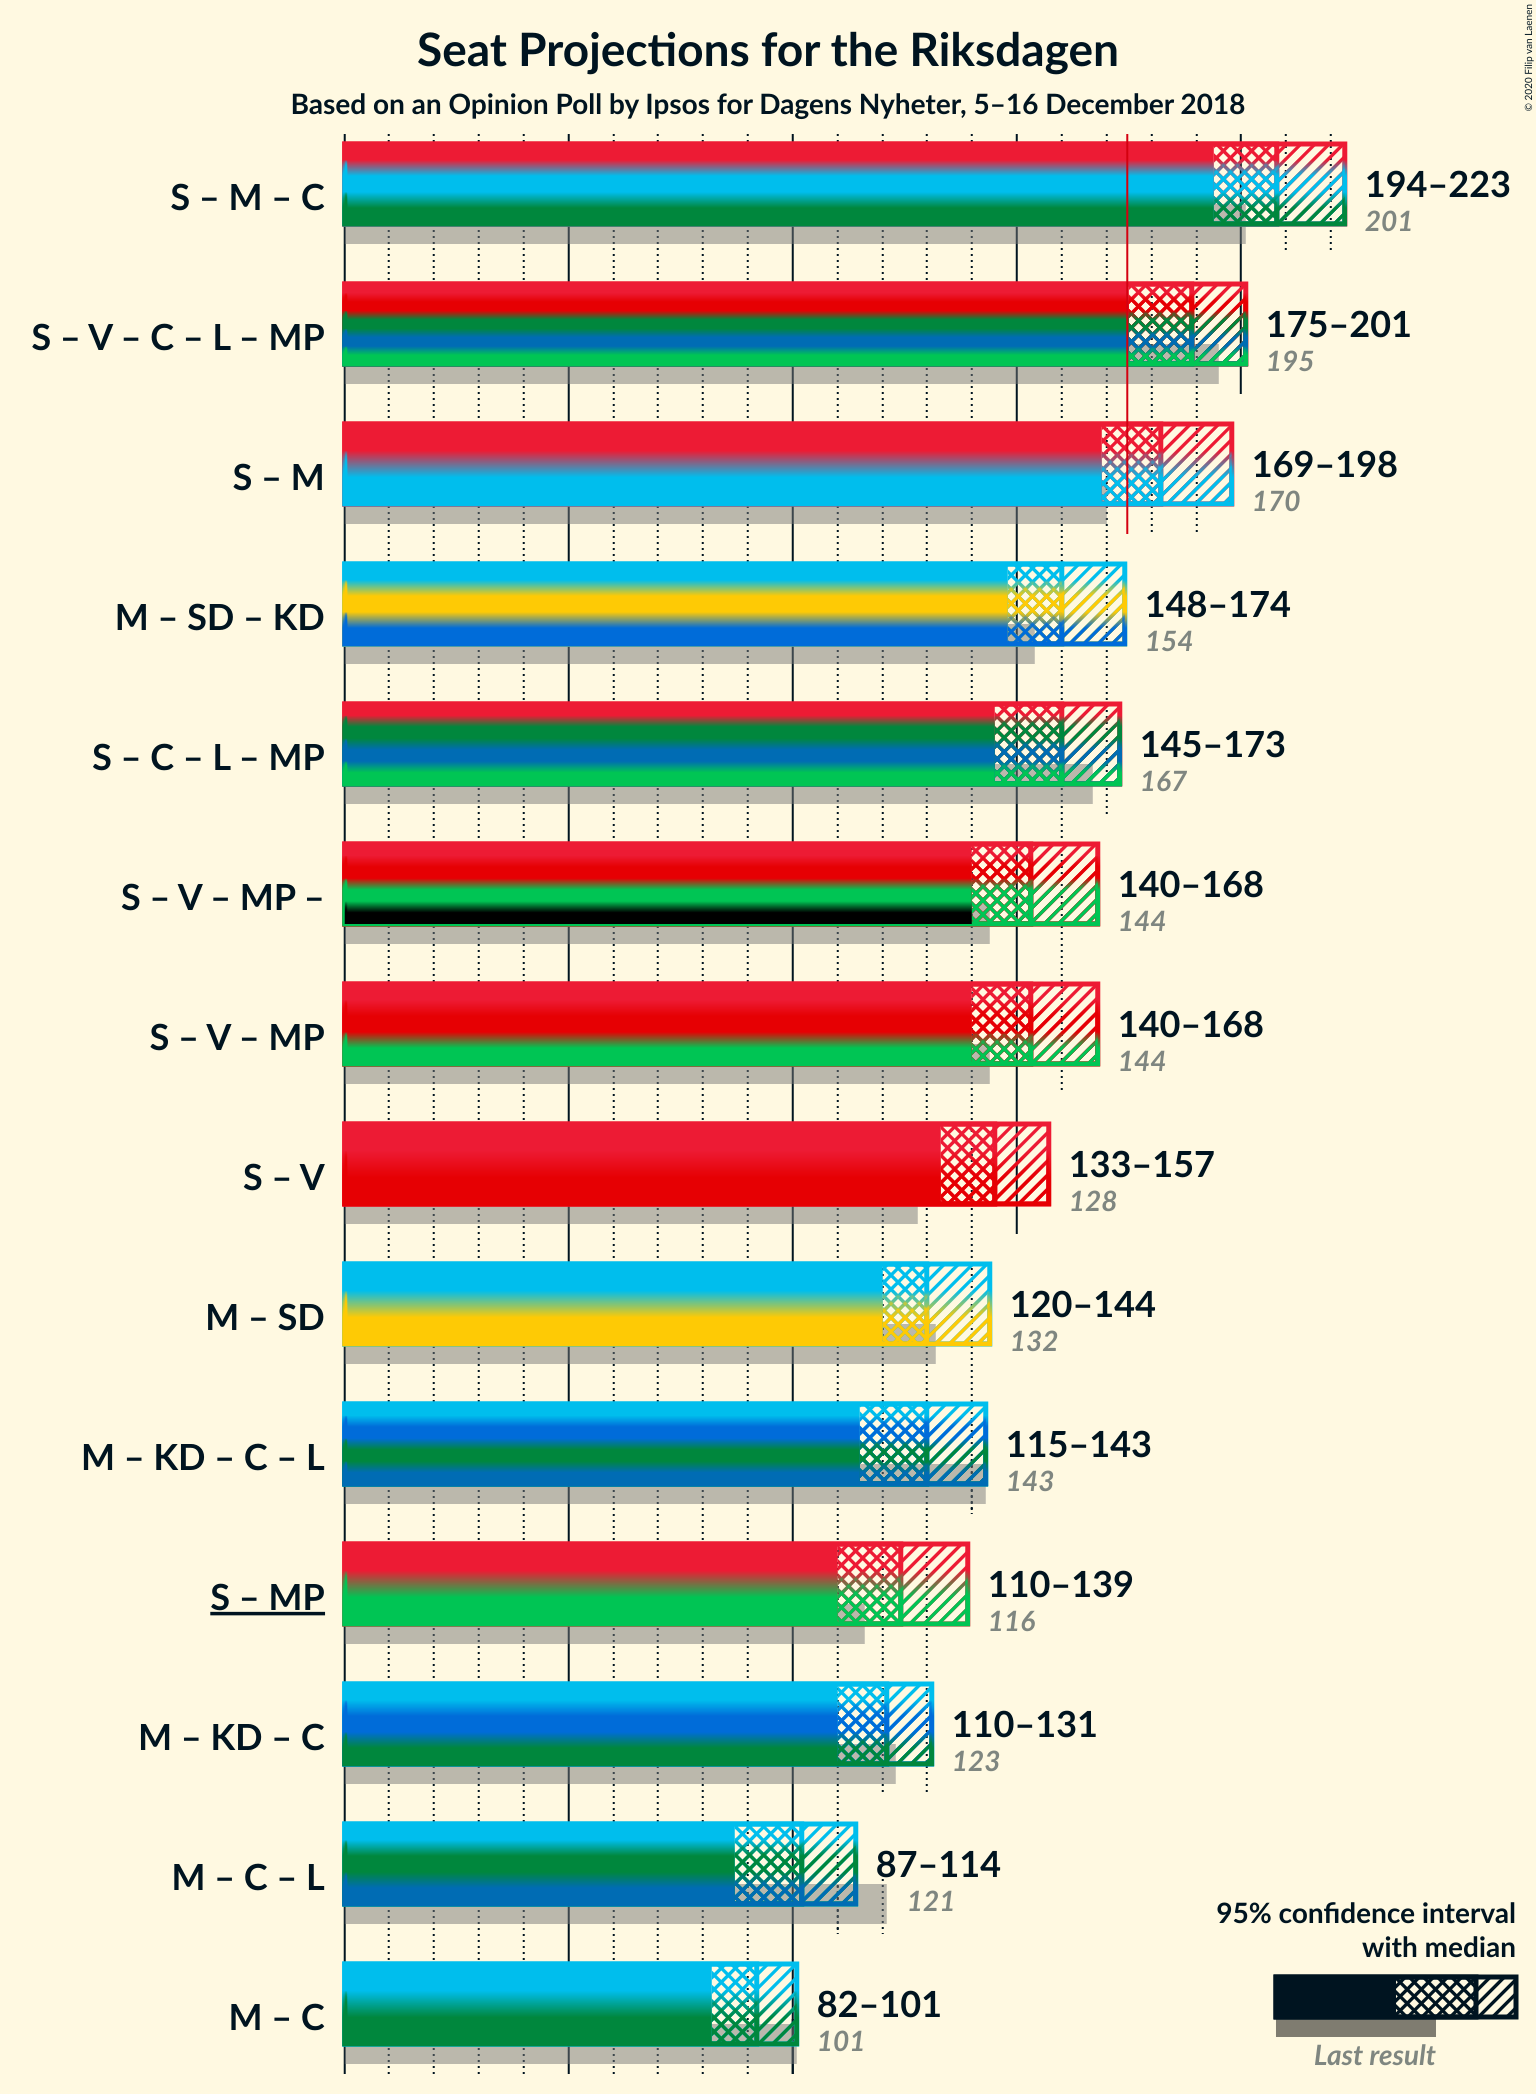 Seat Projections for the Riksdagen
Based on an Opinion Poll by Ipsos for Dagens Nyheter, 5–16 December 2018
© 2020 Filip van Laenen
S – M – C
194–223
201
S – V – C – L – MP
175–201
195
S – M
169–198
170
M – SD – KD
148–174
154
S – C – L – MP
145–173
167
S – V – MP –
140–168
144
S – V – MP
140–168
144
S – V
133–157
128
M – SD
120–144
132
M – KD – C – L
115–143
143
S – MP
110–139
116
M – KD – C
110–131
123
M – C – L
87–114
121
M – C
82–101
101
95% confidence interval
with median
Last result